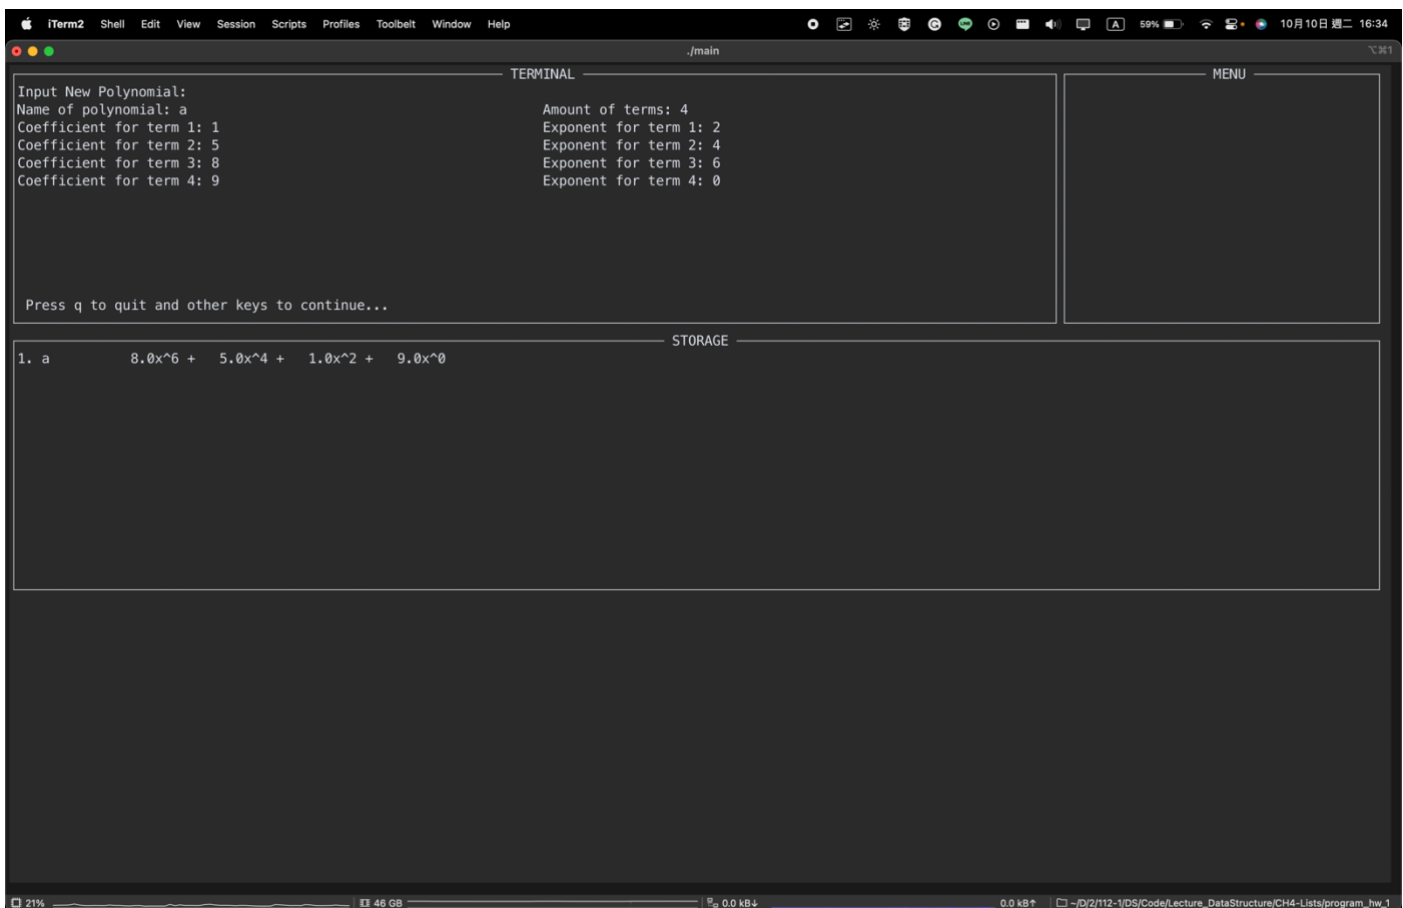 iTerm2 Shell Edit View Session Scripts Profiles Toolbelt Window Help A 59% 10月10日 週二 16:34
./main ⌥⌘1
TERMINAL
Input New Polynomial:
Name of polynomial: a Amount of terms: 4
Coefficient for term 1: 1 Exponent for term 1: 2
Coefficient for term 2: 5 Exponent for term 2: 4
Coefficient for term 3: 8 Exponent for term 3: 6
Coefficient for term 4: 9 Exponent for term 4: 0
Press q to quit and other keys to continue...
MENU
STORAGE
1. a 8.0x^6 + 5.0x^4 + 1.0x^2 + 9.0x^0
21% 46 GB 0.0 kB↓ 0.0 kB↑ ~/D/2/112-1/DS/Code/Lecture_DataStructure/CH4-Lists/program_hw_1